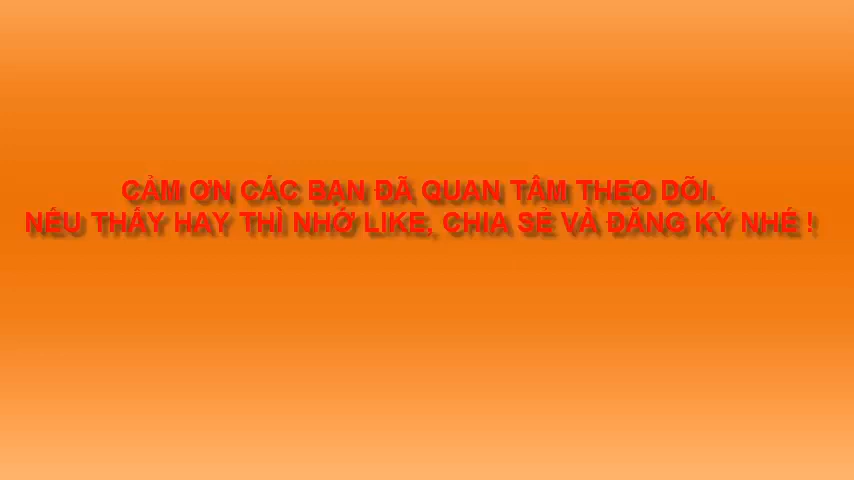 CẢM ƠN CÁC BẠN ĐÃ QUAN TÂM THEO DÕI.
NẾU THẤY HAY THÌ NHỚ LIKE, CHIA SẺ VÀ ĐĂNG KÝ NHÉ !